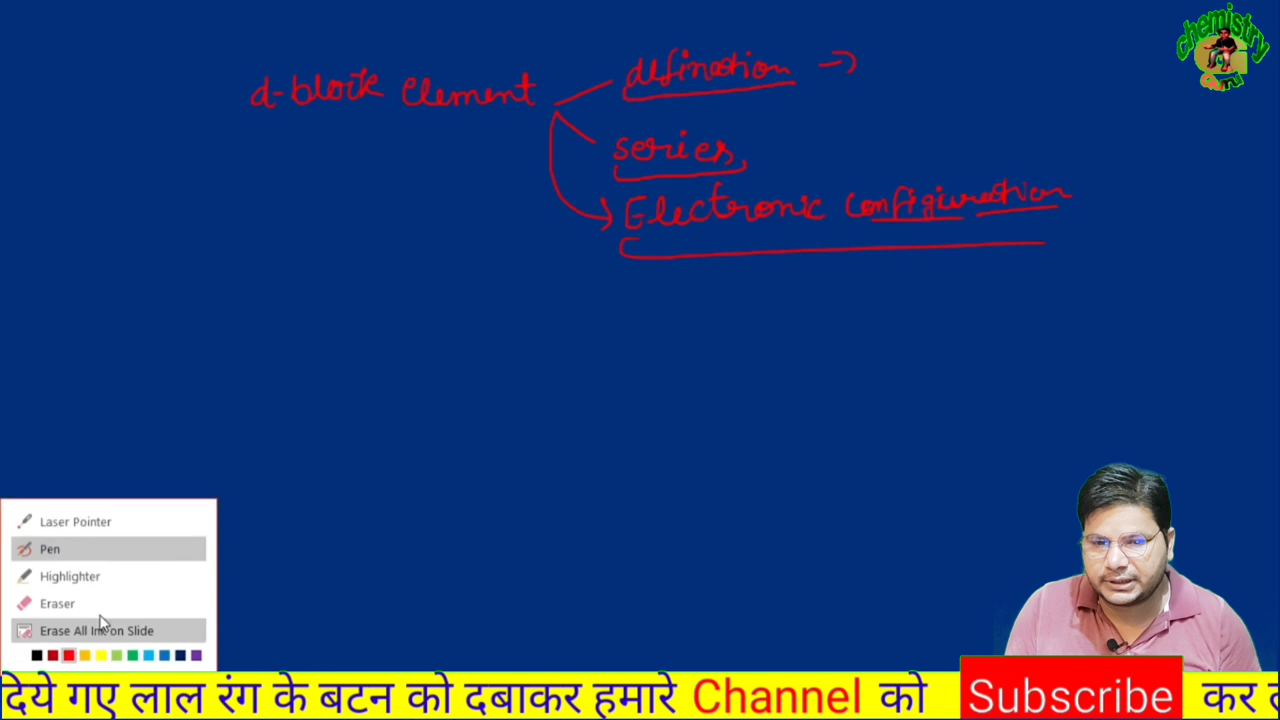 d-block Element
defination →
series,
Electronic configuration
chemistry
Laser Pointer
Pen
Highlighter
Eraser
Erase All Ink on Slide
दिये गए लाल रंग के बटन को दबाकर हमारे Channel को Subscribe कर